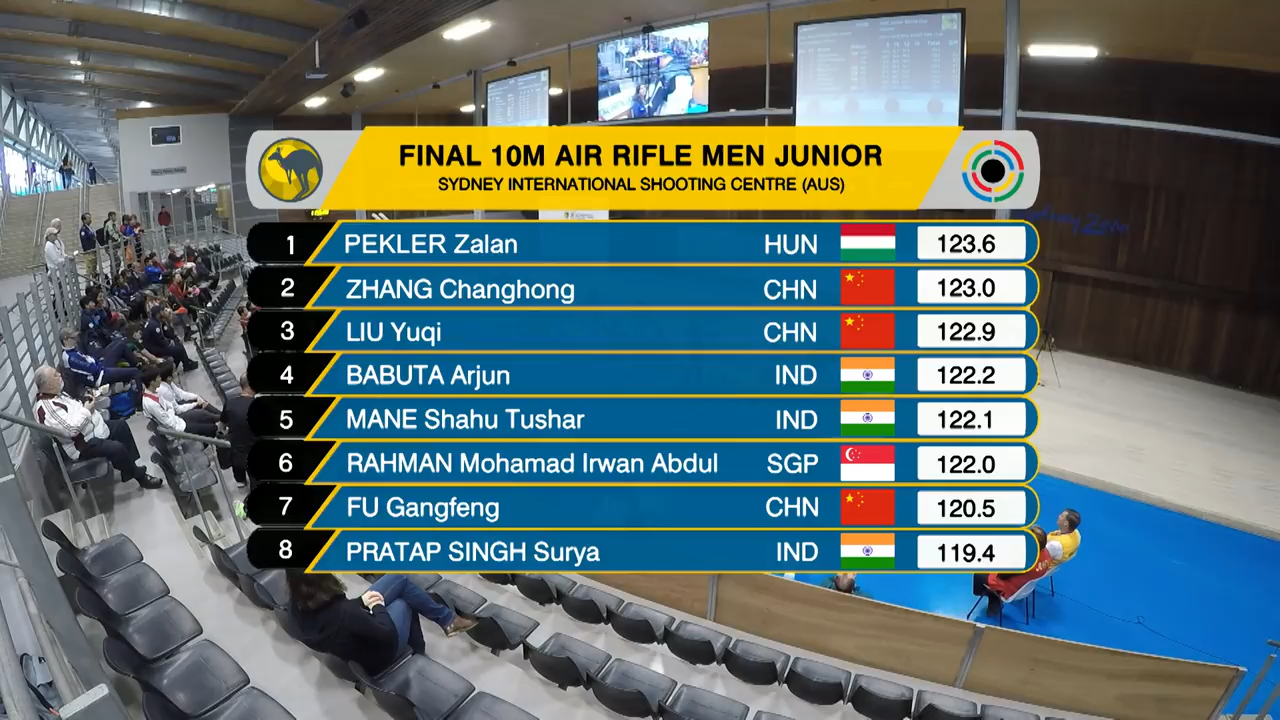 FINAL 10M AIR RIFLE MEN JUNIOR
SYDNEY INTERNATIONAL SHOOTING CENTRE (AUS)
1 PEKLER Zalan HUN 123.6
2 ZHANG Changhong CHN 123.0
3 LIU Yuqi CHN 122.9
4 BABUTA Arjun IND 122.2
5 MANE Shahu Tushar IND 122.1
6 RAHMAN Mohamad Irwan Abdul SGP 122.0
7 FU Gangfeng CHN 120.5
8 PRATAP SINGH Surya IND 119.4